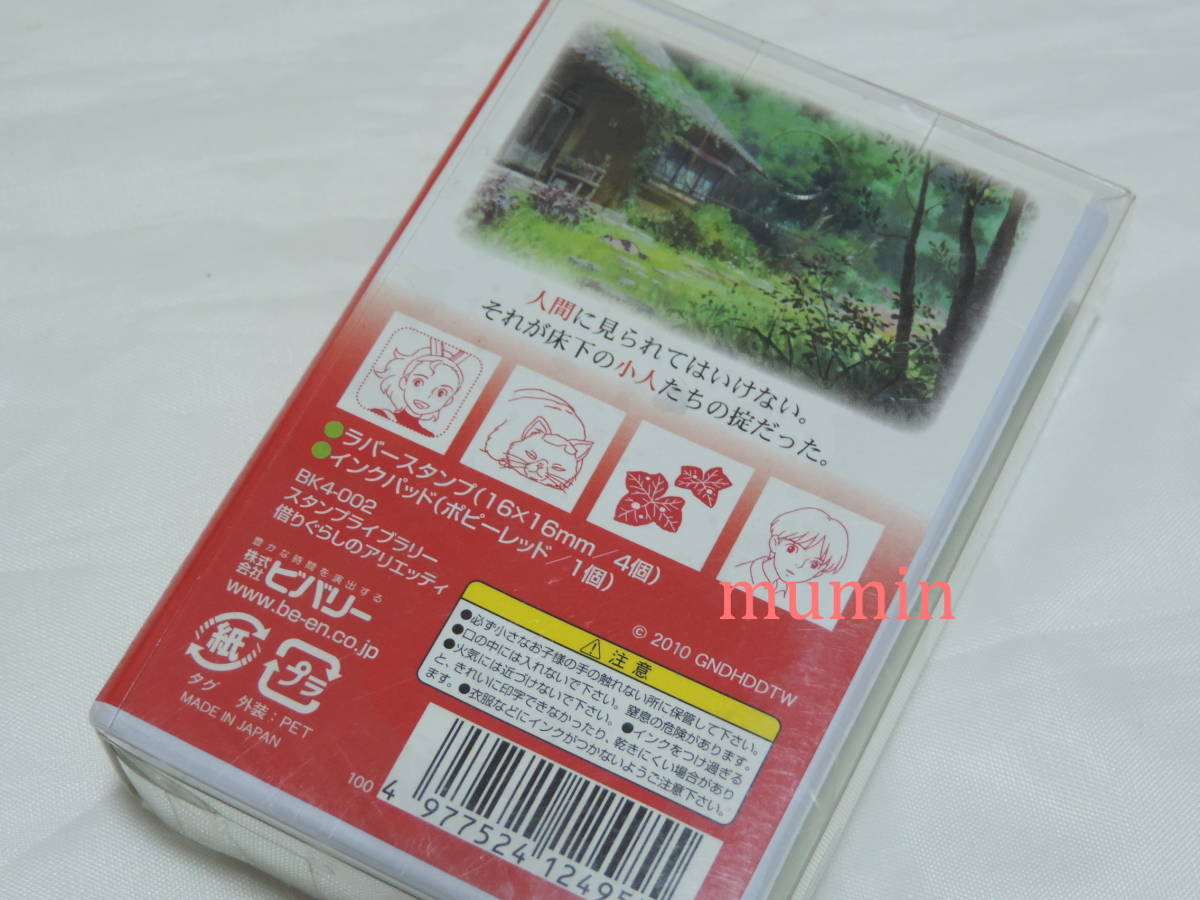 人間に見られてはいけない。
それが床下の小人たちの掟だった。
ラバースタンプ(16×16mm/4個)
インクパッド(ポピーレッド/1個)
BK4-002
スタンプライブラリー
借りぐらしのアリエッティ
豊かな時間を演出する
株式会社ビバリー
www.be-en.co.jp
紙
プラ
タグ
外装:PET
MADE IN JAPAN
© 2010 GNDHDDTW
mumin
注意
●必ず小さなお子様の手の触れない所に保管して下さい。
●口の中には入れないで下さい。窒息の危険があります。
●火気には近づけないで下さい。●インクをつけ過ぎる
と、きれいに印字できなかったり、乾きにくい場合があり
ます。●衣服などにインクがつかないようご注意下さい。
100
4 977524 12495